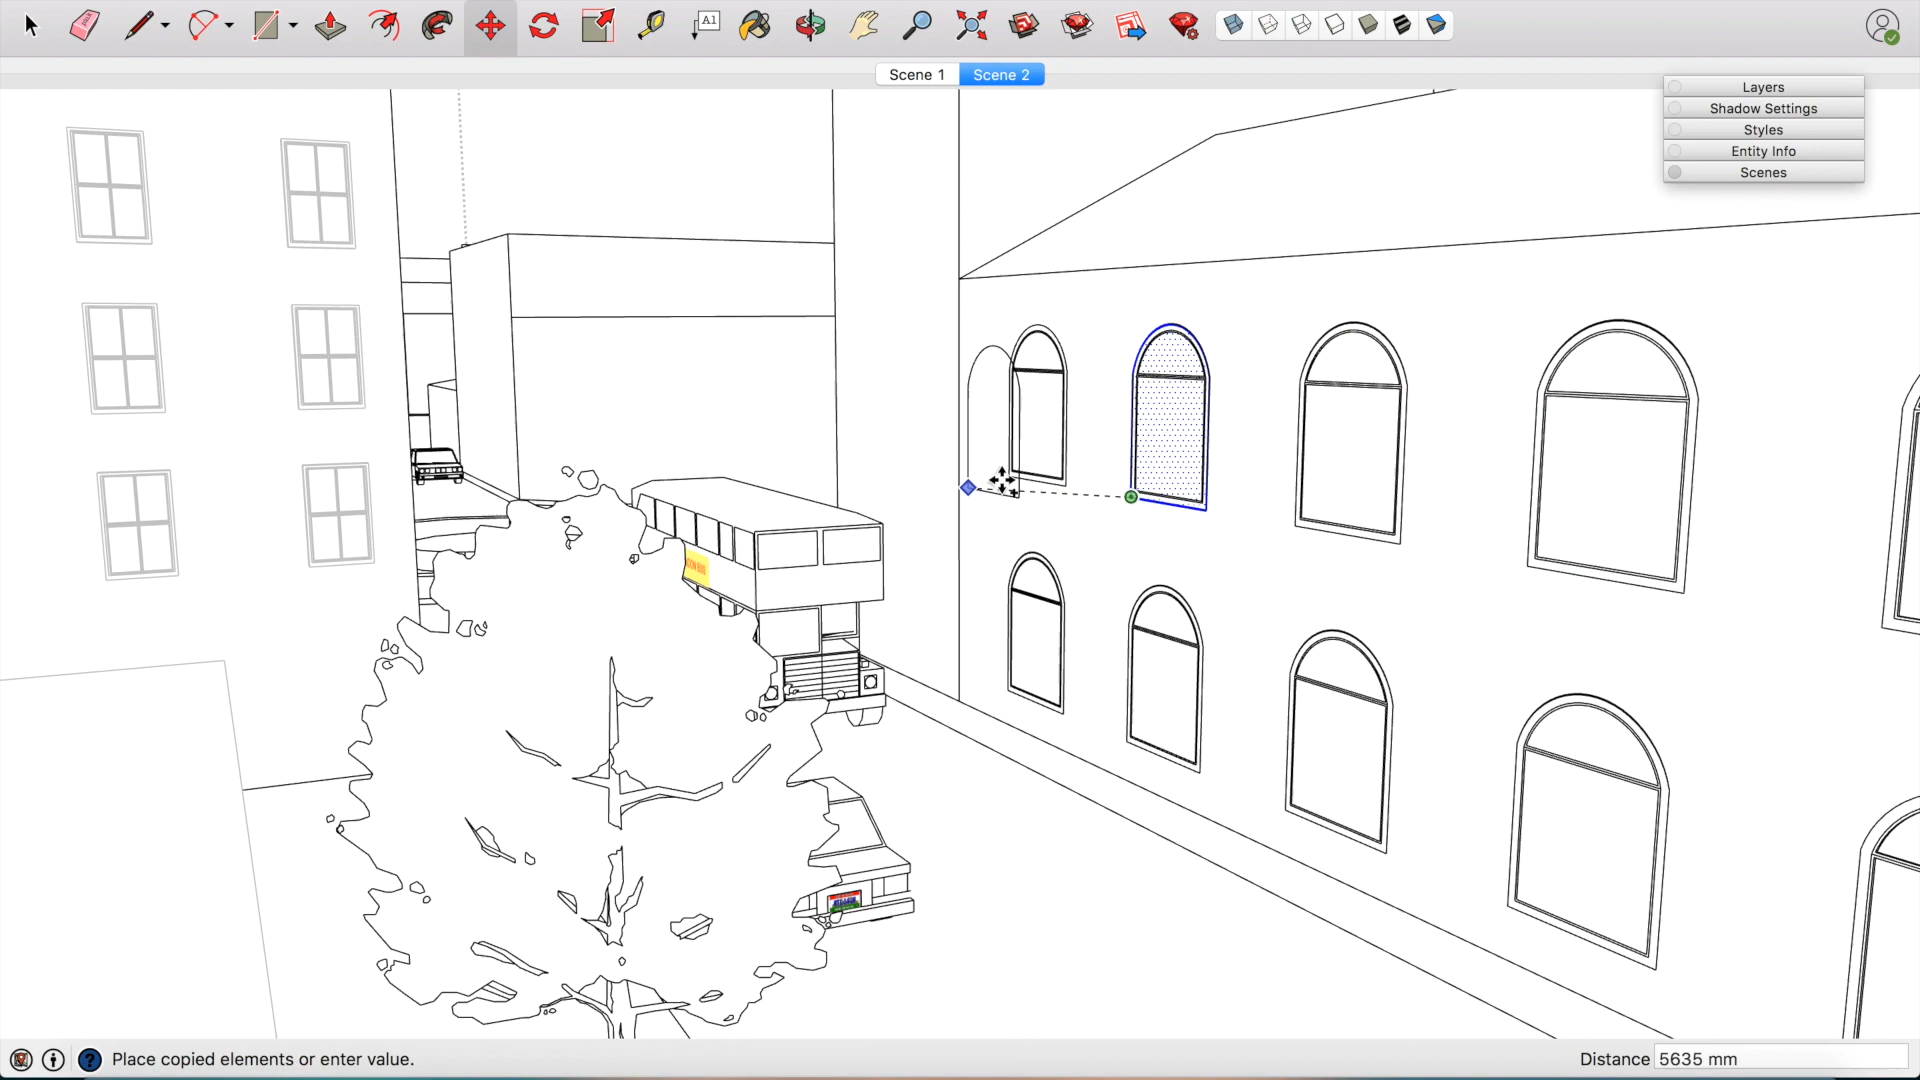 A1
Scene 1
Scene 2
Layers
Shadow Settings
Styles
Entity Info
Scenes
Place copied elements or enter value.
Distance
5635 mm